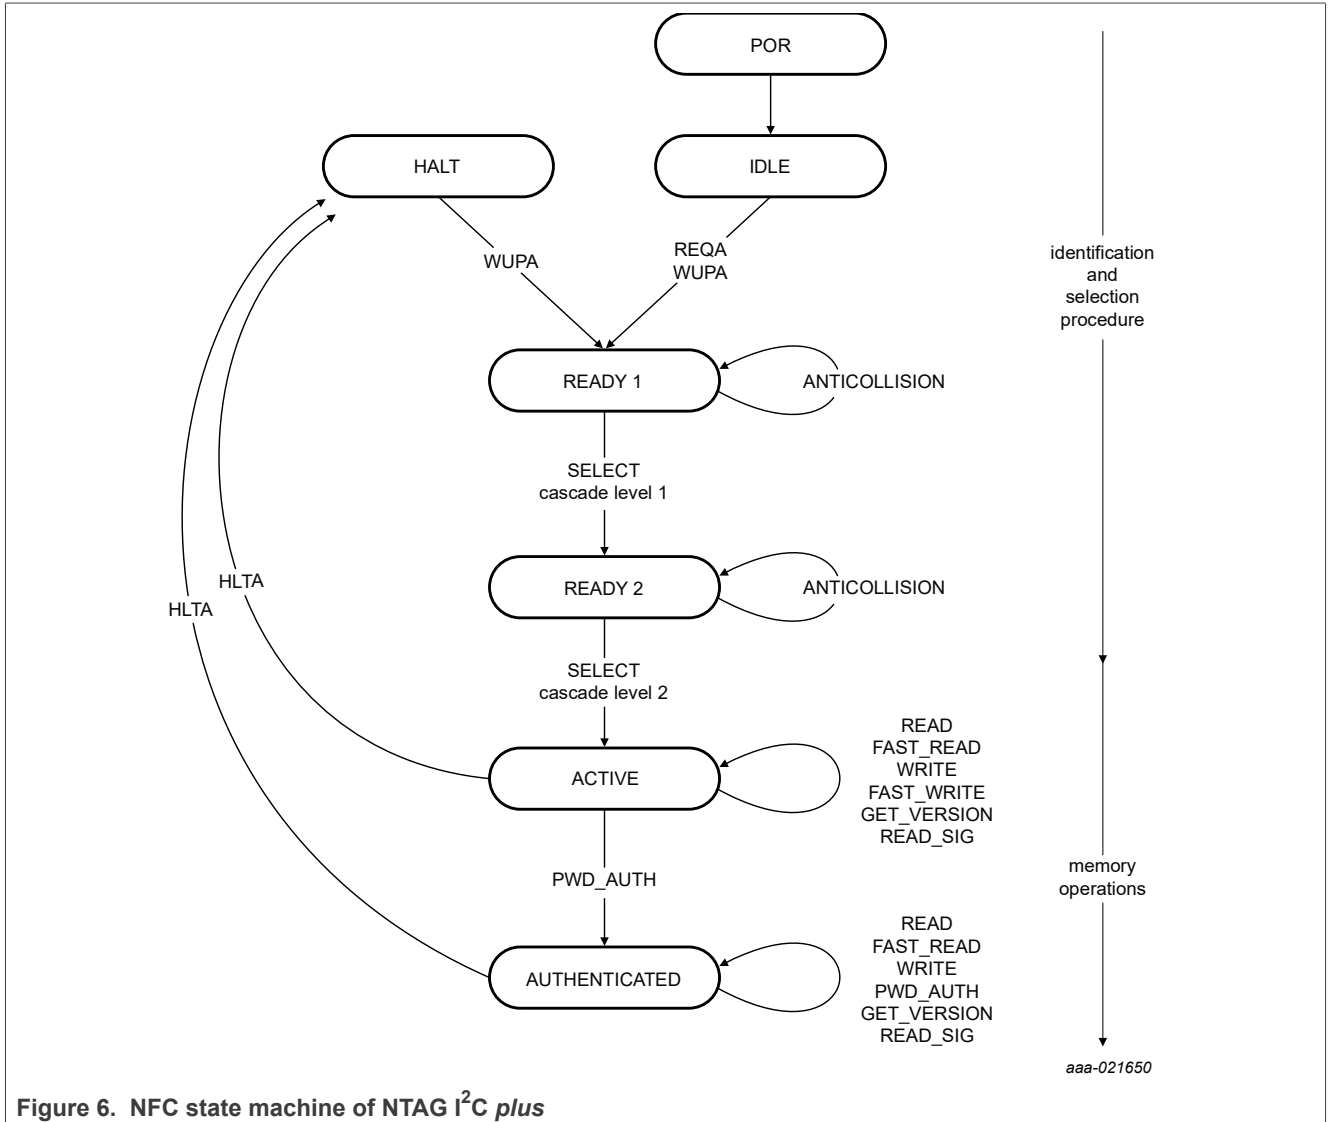 POR
HALT
IDLE
WUPA
REQA
WUPA
identification
and
selection
procedure
READY 1
ANTICOLLISION
SELECT
cascade level 1
HLTA
HLTA
READY 2
ANTICOLLISION
SELECT
cascade level 2
ACTIVE
READ
FAST_READ
WRITE
FAST_WRITE
GET_VERSION
READ_SIG
PWD_AUTH
memory
operations
AUTHENTICATED
READ
FAST_READ
WRITE
PWD_AUTH
GET_VERSION
READ_SIG
aaa-021650
Figure 6. NFC state machine of NTAG I²C plus